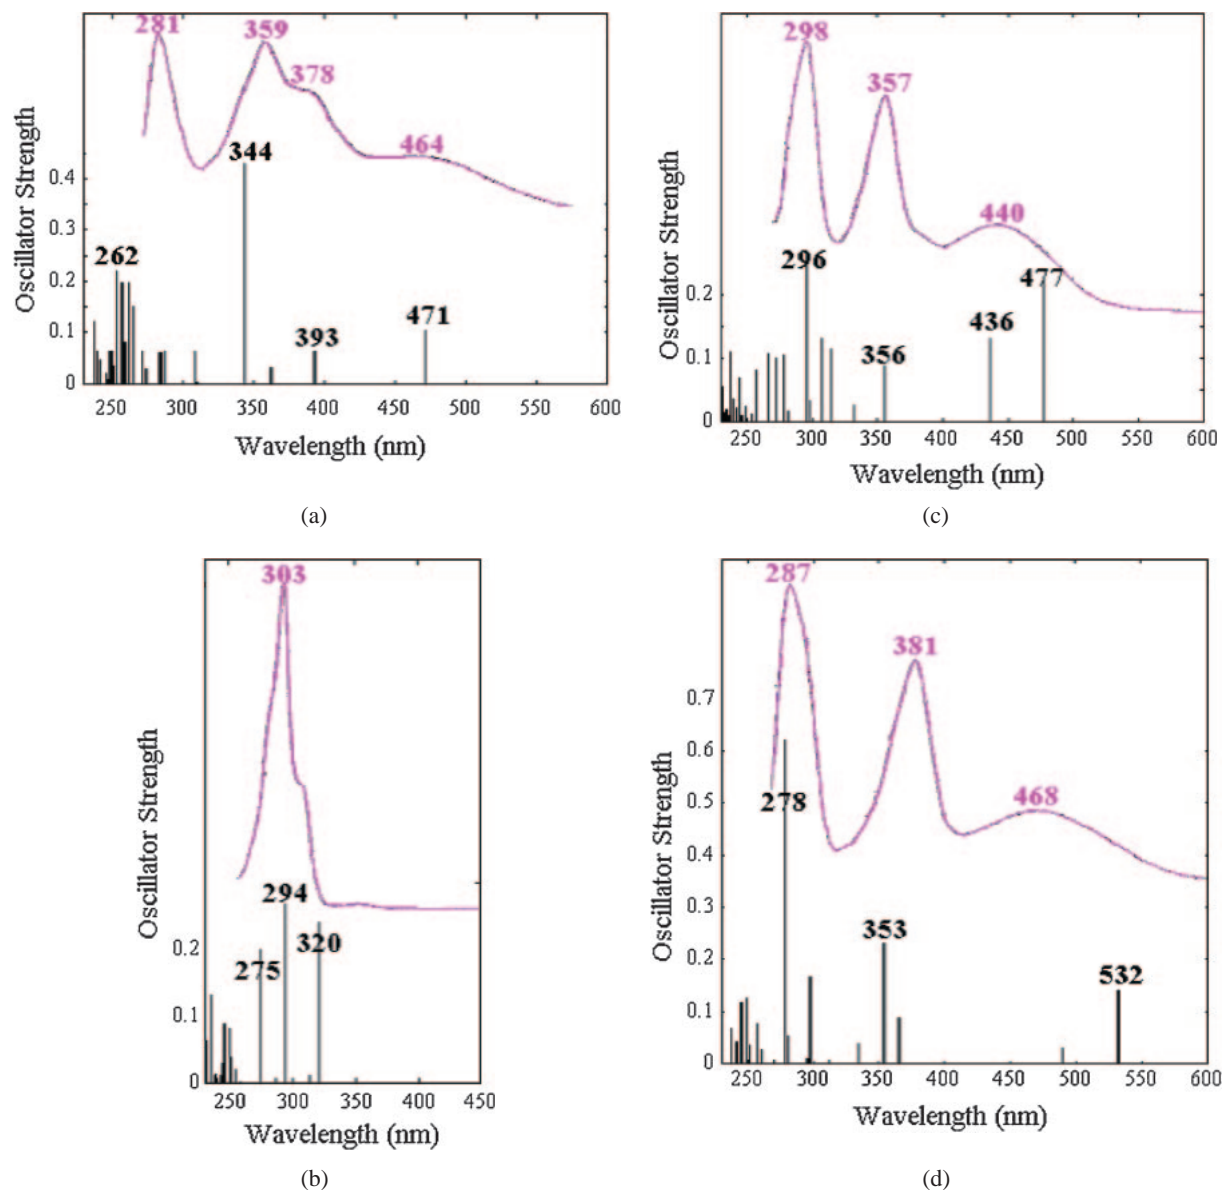 281
359
378
464
344
262
393
471
Oscillator Strength
0.4
0.3
0.2
0.1
0
250 300 350 400 450 500 550 600
Wavelength (nm)
(a)
298
357
440
296
477
436
356
Oscillator Strength
0.2
0.1
0
250 300 350 400 450 500 550 600
Wavelength (nm)
(c)
303
294
320
275
Oscillator Strength
0.2
0.1
0
250 300 350 400 450
Wavelength (nm)
(b)
287
381
468
278
353
532
Oscillator Strength
0.7
0.6
0.5
0.4
0.3
0.2
0.1
0
250 300 350 400 450 500 550 600
Wavelength (nm)
(d)